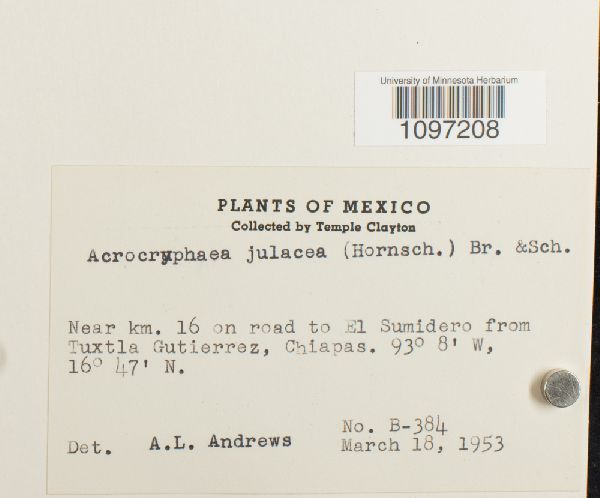 University of Minnesota Herbarium
1097208
PLANTS OF MEXICO
Collected by Temple Clayton
Acrocryphaea julacea (Hornsch.) Br. &Sch.
Near km. 16 on road to El Sumidero from
Tuxtla Gutierrez, Chiapas. 93° 8' W,
16° 47' N.
No. B-384
Det. A.L. Andrews
March 18, 1953